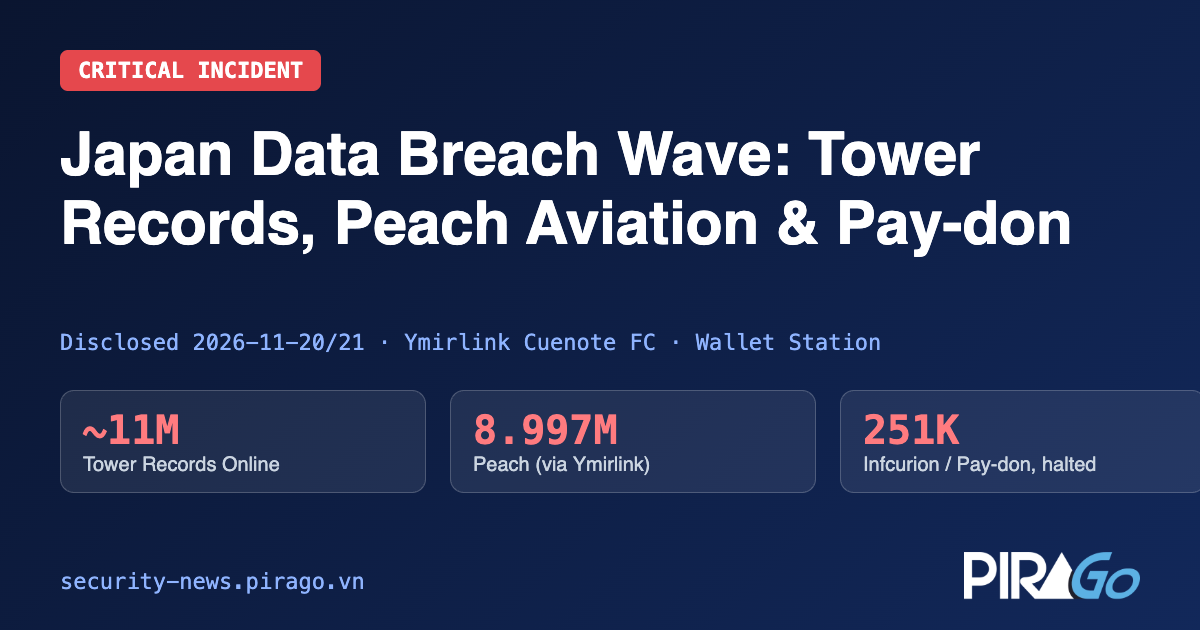 CRITICAL INCIDENT
Japan Data Breach Wave: Tower
Records, Peach Aviation & Pay-don
Disclosed 2026-11-20/21 · Ymirlink Cuenote FC · Wallet Station
~11M
Tower Records Online
8.997M
Peach (via Ymirlink)
251K
Infcurion / Pay-don, halted
security-news.pirago.vn
PIRAGo